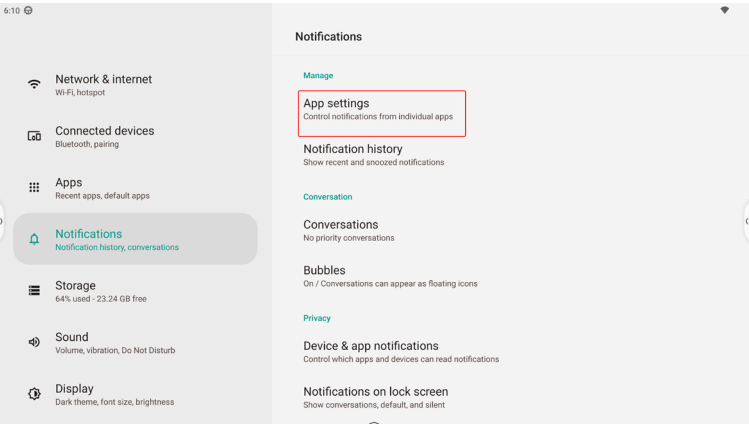 6:10
Network & internet
Wi-Fi, hotspot
Connected devices
Bluetooth, pairing
Apps
Recent apps, default apps
Notifications
Notification history, conversations
Storage
64% used - 23.24 GB free
Sound
Volume, vibration, Do Not Disturb
Display
Dark theme, font size, brightness
Notifications
Manage
App settings
Control notifications from individual apps
Notification history
Show recent and snoozed notifications
Conversation
Conversations
No priority conversations
Bubbles
On / Conversations can appear as floating icons
Privacy
Device & app notifications
Control which apps and devices can read notifications
Notifications on lock screen
Show conversations, default, and silent